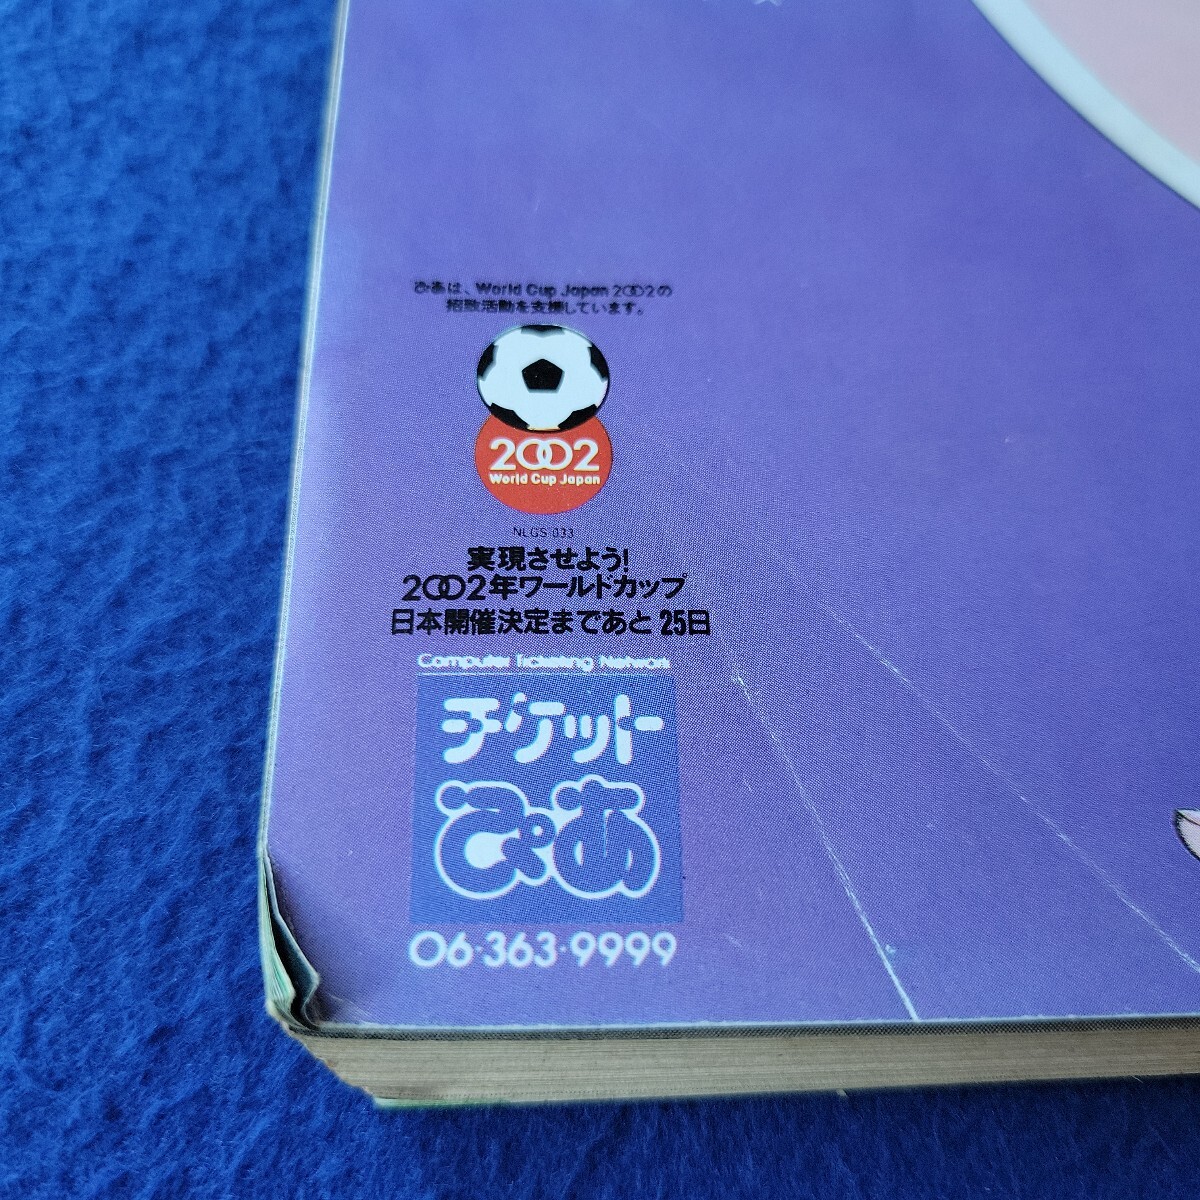 ぴあは、World Cup Japan 2002の
招致活動を支援しています。
2002
World Cup Japan
NLGS 033
実現させよう!
2002年ワールドカップ
日本開催決定まであと25日
Computer Ticketing Network
チケット
ぴあ
06・363・9999